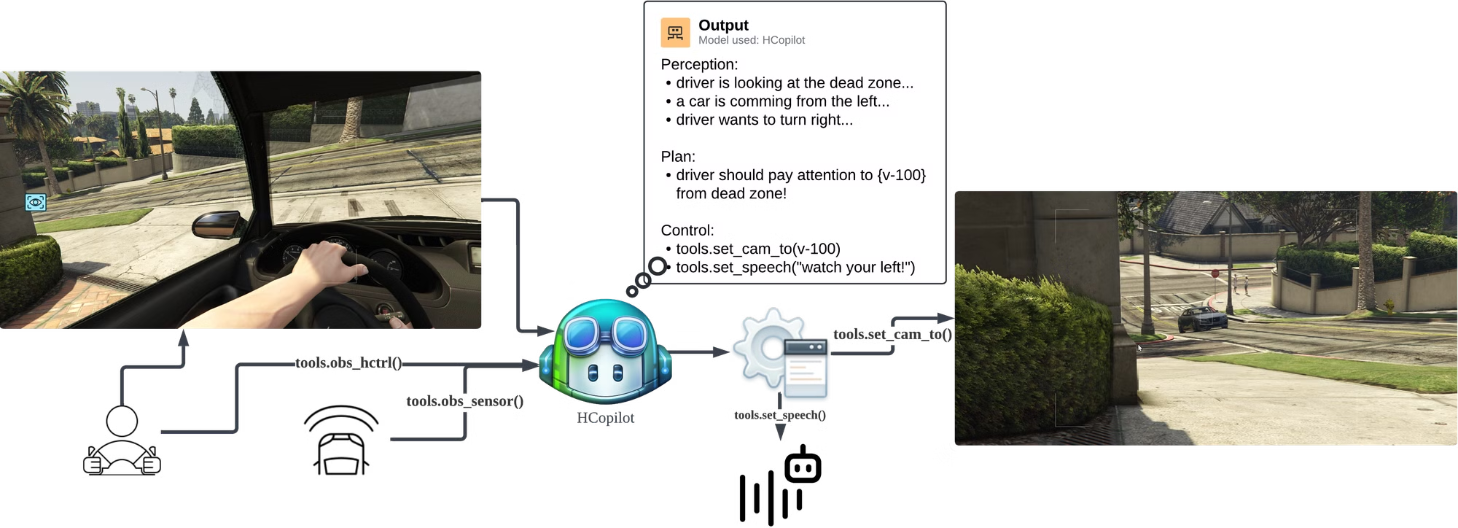 Output
Model used: HCopilot
Perception:
• driver is looking at the dead zone...
• a car is comming from the left...
• driver wants to turn right...
Plan:
• driver should pay attention to {v-100}
from dead zone!
Control:
• tools.set_cam_to(v-100)
• tools.set_speech("watch your left!")
tools.obs_hctrl()
tools.obs_sensor()
HCopilot
tools.set_cam_to()
tools.set_speech()